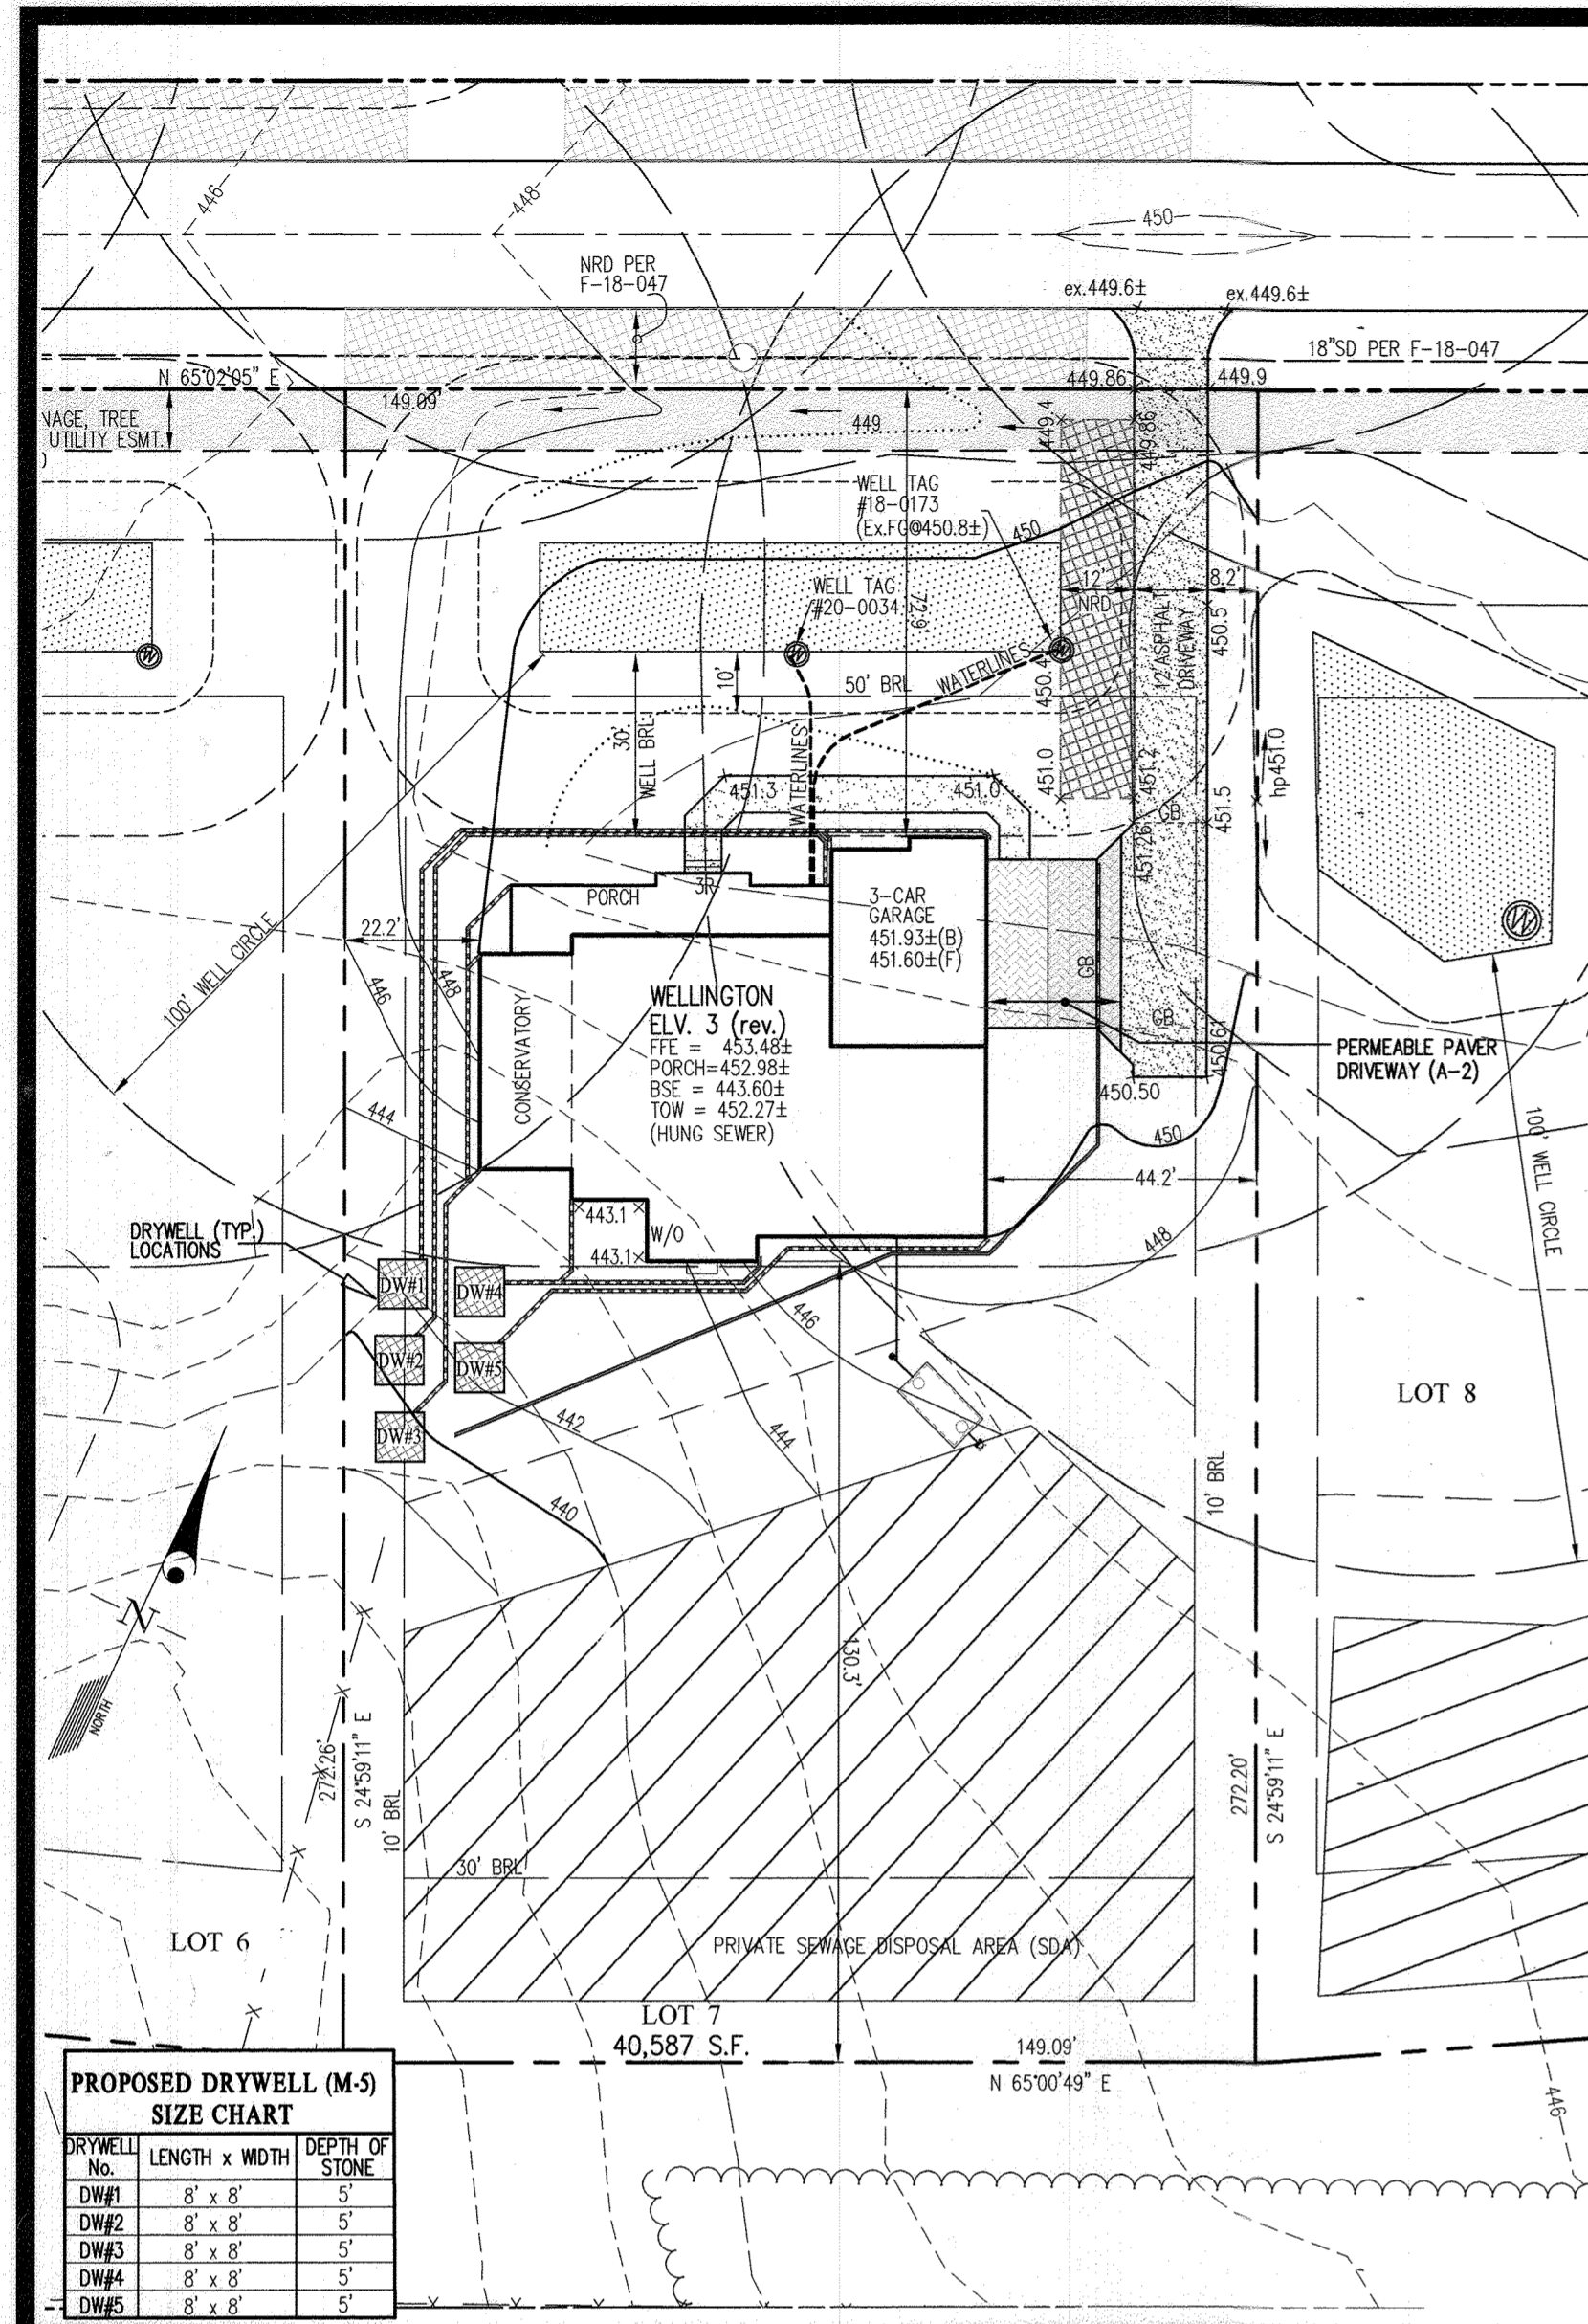 446
448
450
NRD PER
F-18-047
ex.449.6±
ex.449.6±
18"SD PER F-18-047
N 65°02'05" E
149.09'
449.86
449.9
NAGE, TREE
UTILITY ESMT.
449
449.4
449.86
WELL TAG
#18-0173
(Ex.FG@450.8±)
450
WELL TAG
#20-0034
72.9'
12'
NRD
12' ASPHALT
DRIVEWAY
8.2'
450.5
W
W
W
10'
50' BRL
WATERLINES
450.4
30'
WELL BRL
WATERLINES
451.3
451.0
451.0
451.2
451.26
GB
451.5
hp451.0
100' WELL CIRCLE
22.2'
446
448
PORCH
3R
3-CAR
GARAGE
451.93±(B)
451.60±(F)
W
CONSERVATORY
WELLINGTON
ELV. 3 (rev.)
FFE = 453.48±
PORCH=452.98±
BSE = 443.60±
TOW = 452.27±
(HUNG SEWER)
GB
GB
450.61
PERMEABLE PAVER
DRIVEWAY (A-2)
450.50
444
450
44.2'
100' WELL CIRCLE
443.1
W/O
443.1
448
DRYWELL (TYP.)
LOCATIONS
DW#1
DW#4
446
DW#2
DW#5
LOT 8
442
444
DW#3
440
10' BRL
N
NORTH
130.3'
272.26'
S 24°59'11" E
10' BRL
272.20'
S 24°59'11" E
30' BRL
LOT 6
PRIVATE SEWAGE DISPOSAL AREA (SDA)
LOT 7
40,587 S.F.
149.09'
N 65°00'49" E
446
PROPOSED DRYWELL (M-5)
SIZE CHART
DRYWELL No. LENGTH x WIDTH DEPTH OF STONE
DW#1 8' x 8' 5'
DW#2 8' x 8' 5'
DW#3 8' x 8' 5'
DW#4 8' x 8' 5'
DW#5 8' x 8' 5'